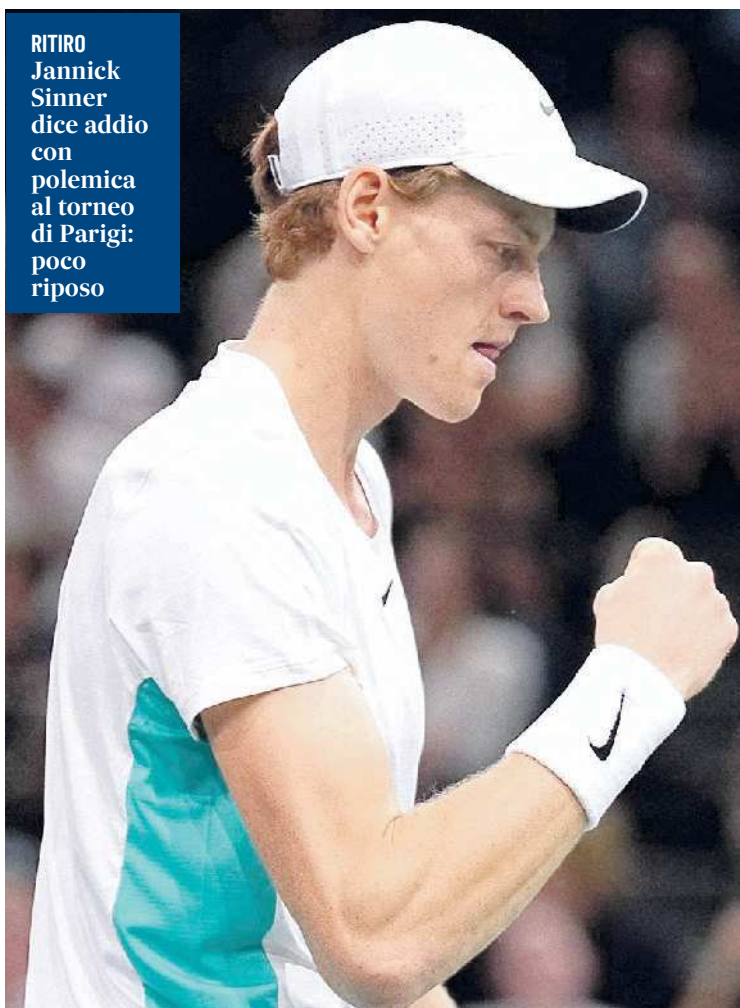 RITIRO
Jannick
Sinner
dice addio
con
polemica
al torneo
di Parigi:
poco
riposo